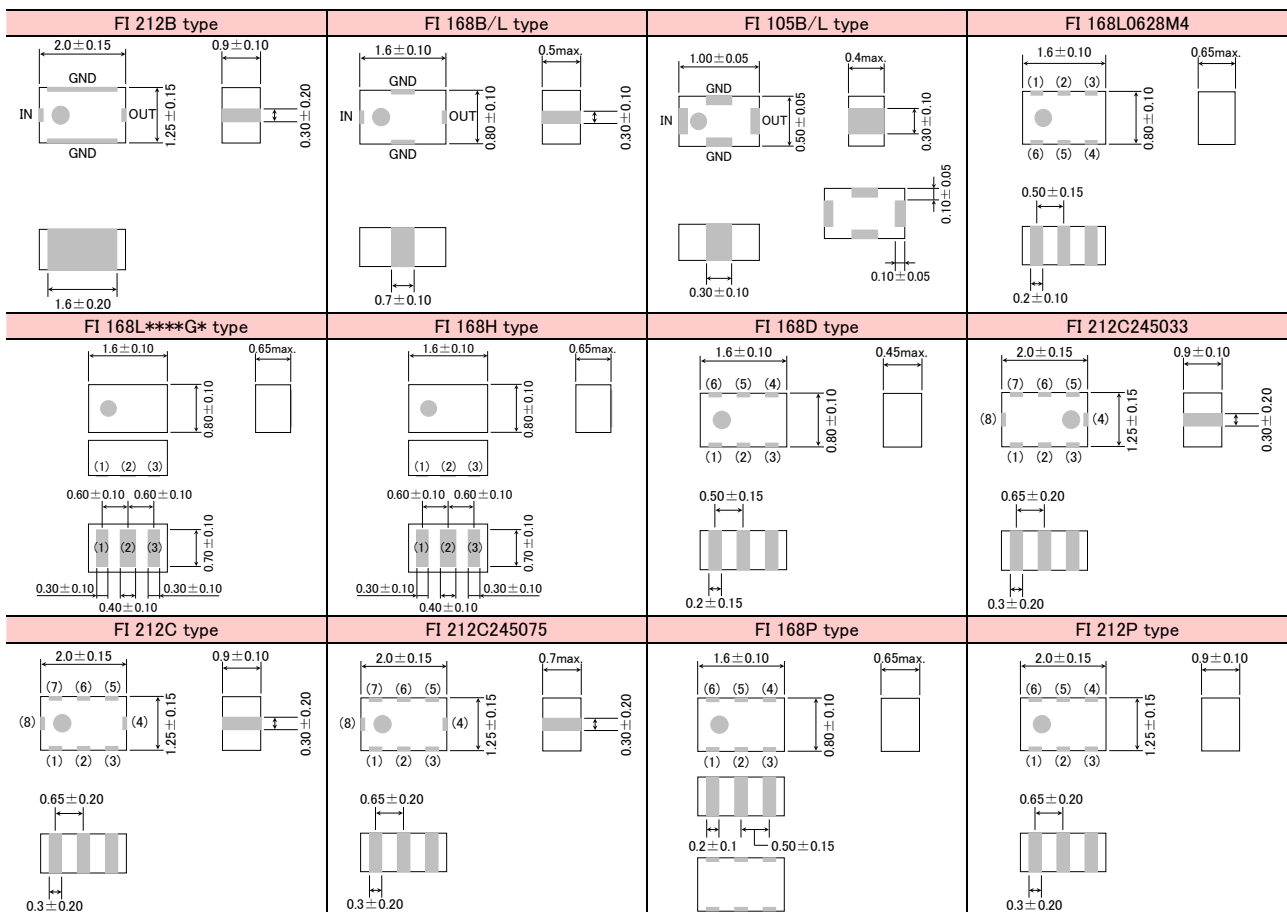 FI 212B type
2.0±0.15
0.9±0.10
GND
IN
OUT
GND
1.25±0.15
0.30±0.20
1.6±0.20
FI 168B/L type
1.6±0.10
0.5max.
GND
IN
OUT
GND
0.80±0.10
0.30±0.10
0.7±0.10
FI 105B/L type
1.00±0.05
0.4max.
GND
IN
OUT
GND
0.50±0.05
0.30±0.10
0.10±0.05
0.10±0.05
0.30±0.10
FI 168L0628M4
1.6±0.10
0.65max.
(1) (2) (3)
(6) (5) (4)
0.80±0.10
0.50±0.15
0.2±0.10
FI 168L****G* type
1.6±0.10
0.65max.
0.80±0.10
(1) (2) (3)
0.60±0.10 0.60±0.10
(1) (2) (3)
0.70±0.10
0.30±0.10 0.30±0.10
0.40±0.10
FI 168H type
1.6±0.10
0.65max.
0.80±0.10
(1) (2) (3)
0.60±0.10 0.60±0.10
(1) (2) (3)
0.70±0.10
0.30±0.10 0.30±0.10
0.40±0.10
FI 168D type
1.6±0.10
0.45max.
(6) (5) (4)
(1) (2) (3)
0.80±0.10
0.50±0.15
0.2±0.15
FI 212C245033
2.0±0.15
0.9±0.10
(7) (6) (5)
(8) (4)
(1) (2) (3)
1.25±0.15
0.30±0.20
0.65±0.20
0.3±0.20
FI 212C type
2.0±0.15
0.9±0.10
(7) (6) (5)
(8) (4)
(1) (2) (3)
1.25±0.15
0.30±0.20
0.65±0.20
0.3±0.20
FI 212C245075
2.0±0.15
0.7max.
(7) (6) (5)
(8) (4)
(1) (2) (3)
1.25±0.15
0.30±0.20
0.65±0.20
0.3±0.20
FI 168P type
1.6±0.10
0.65max.
(6) (5) (4)
(1) (2) (3)
0.80±0.10
0.2±0.1 0.50±0.15
FI 212P type
2.0±0.15
0.9±0.10
(6) (5) (4)
(1) (2) (3)
1.25±0.15
0.65±0.20
0.3±0.20